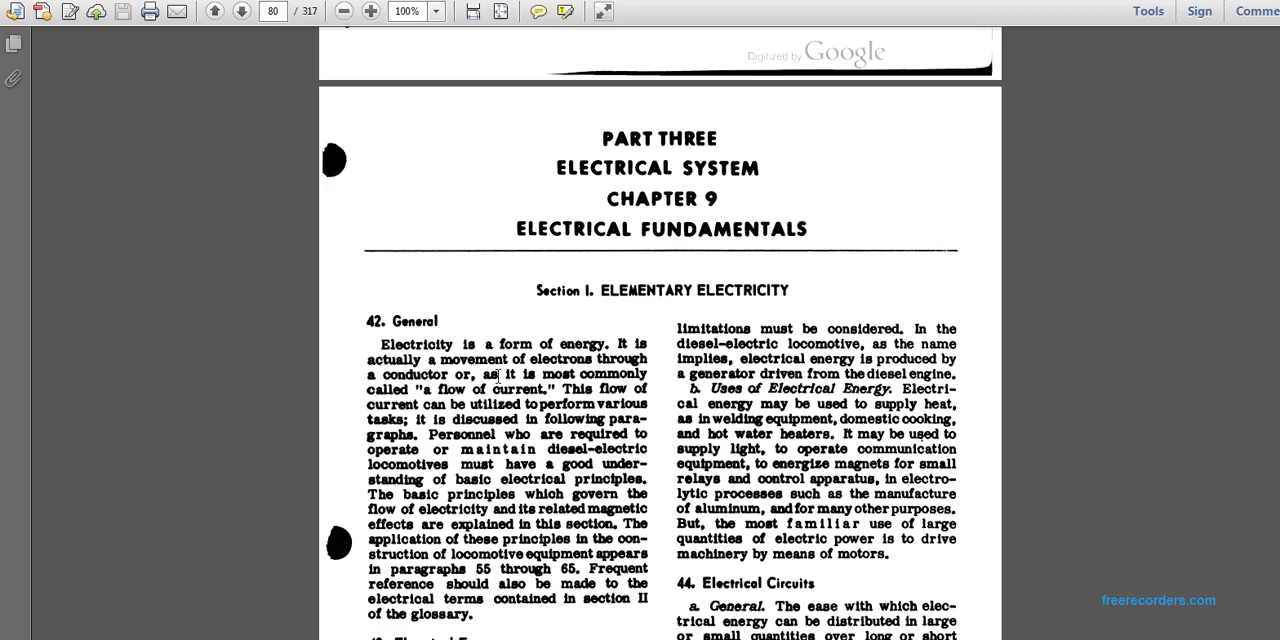 80 / 317
100%
Tools
Sign
Comme
Digitized by Google
PART THREE
ELECTRICAL SYSTEM
CHAPTER 9
ELECTRICAL FUNDAMENTALS
Section I. ELEMENTARY ELECTRICITY
42. General
Electricity is a form of energy. It is
actually a movement of electrons through
a conductor or, as it is most commonly
called "a flow of current." This flow of
current can be utilized to perform various
tasks; it is discussed in following para-
graphs. Personnel who are required to
operate or maintain diesel-electric
locomotives must have a good under-
standing of basic electrical principles.
The basic principles which govern the
flow of electricity and its related magnetic
effects are explained in this section. The
application of these principles in the con-
struction of locomotive equipment appears
in paragraphs 55 through 65. Frequent
reference should also be made to the
electrical terms contained in section II
of the glossary.
limitations must be considered. In the
diesel-electric locomotive, as the name
implies, electrical energy is produced by
a generator driven from the diesel engine.
b. Uses of Electrical Energy. Electri-
cal energy may be used to supply heat,
as in welding equipment, domestic cooking,
and hot water heaters. It may be used to
supply light, to operate communication
equipment, to energize magnets for small
relays and control apparatus, in electro-
lytic processes such as the manufacture
of aluminum, and for many other purposes.
But, the most familiar use of large
quantities of electric power is to drive
machinery by means of motors.
44. Electrical Circuits
a. General. The ease with which elec-
trical energy can be distributed in large
or small quantities over long or short
freerecorders.com